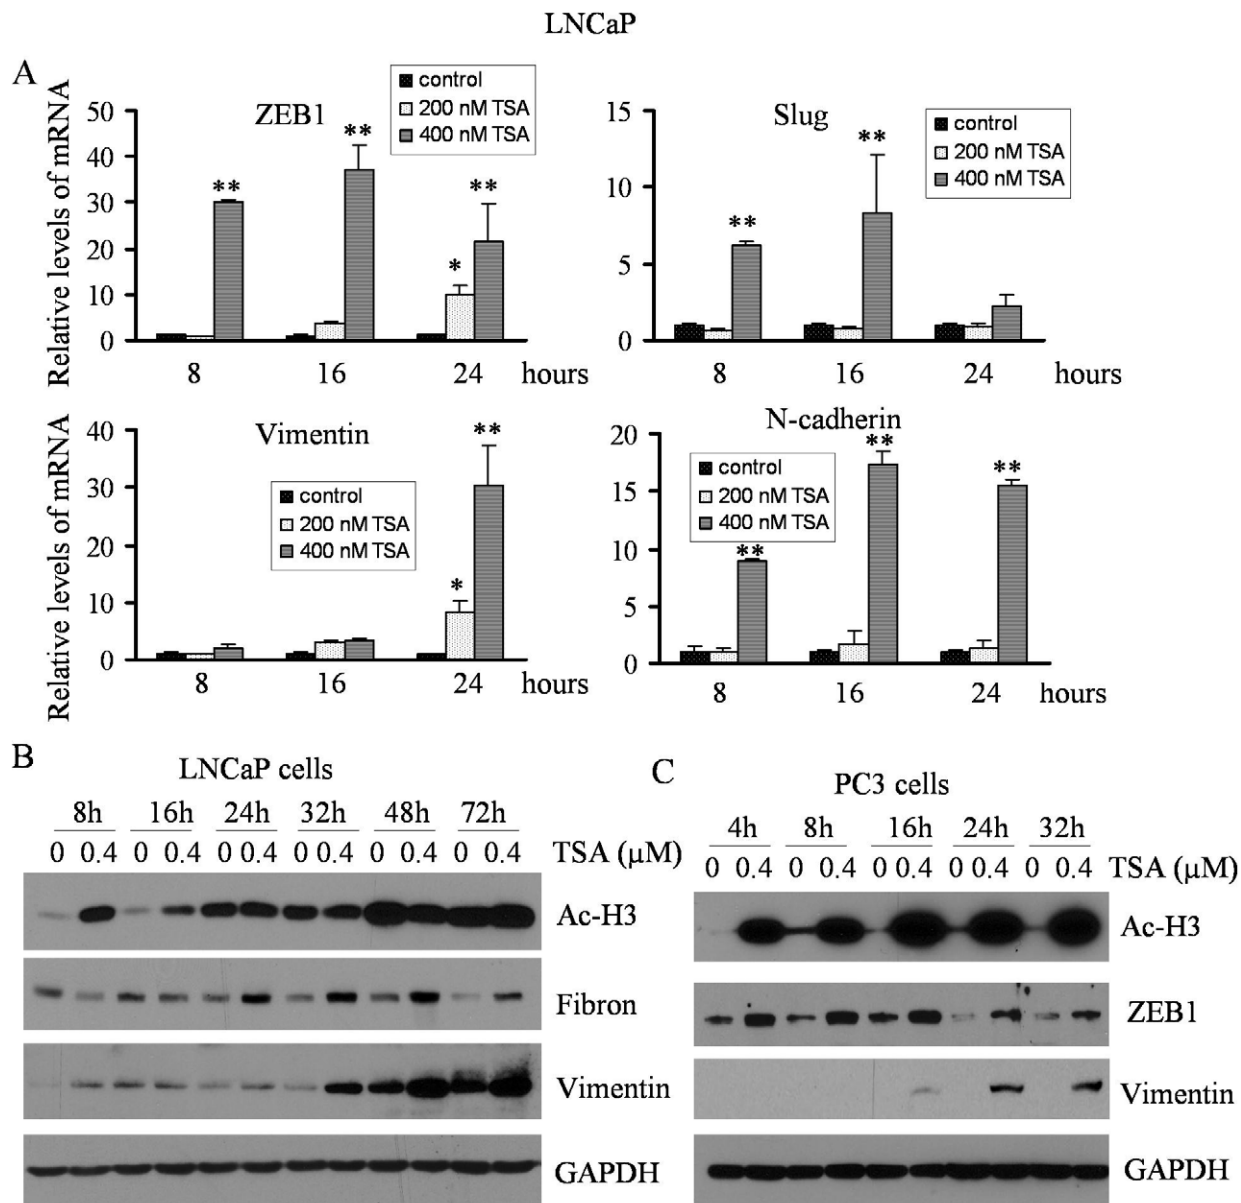 LNCaP
A
Relative levels of mRNA
ZEB1
control
200 nM TSA
400 nM TSA
50
40
30
20
10
0
**
**
*
**
8 16 24 hours
Slug
control
200 nM TSA
400 nM TSA
15
10
5
0
**
**
8 16 24 hours
Relative levels of mRNA
Vimentin
control
200 nM TSA
400 nM TSA
40
30
20
10
0
*
**
8 16 24 hours
N-cadherin
control
200 nM TSA
400 nM TSA
20
15
10
5
0
**
**
**
8 16 24 hours
B
LNCaP cells
8h 16h 24h 32h 48h 72h
0 0.4 0 0.4 0 0.4 0 0.4 0 0.4 0 0.4 TSA (μM)
Ac-H3
Fibron
Vimentin
GAPDH
C
PC3 cells
4h 8h 16h 24h 32h
0 0.4 0 0.4 0 0.4 0 0.4 0 0.4 TSA (μM)
Ac-H3
ZEB1
Vimentin
GAPDH